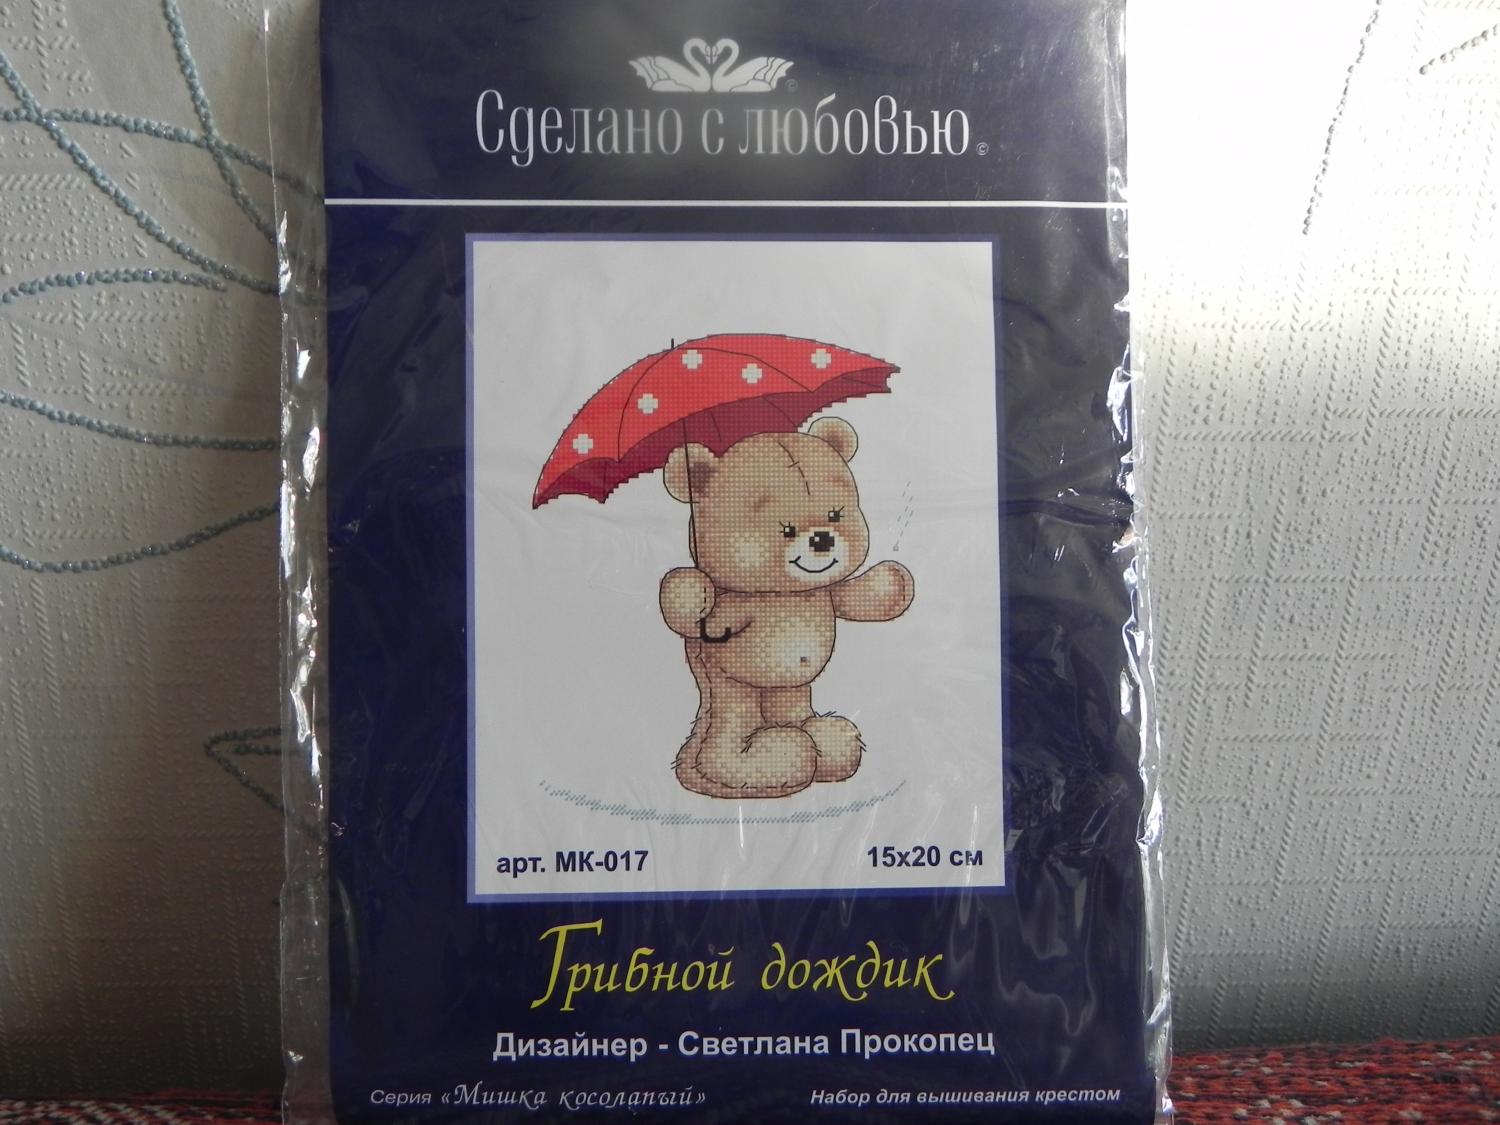 Сделано с любовью ©
арт. МК-017
15х20 см
Грибной дождик
Дизайнер - Светлана Прокопец
Серия «Мишка косолапый»
Набор для вышивания крестом